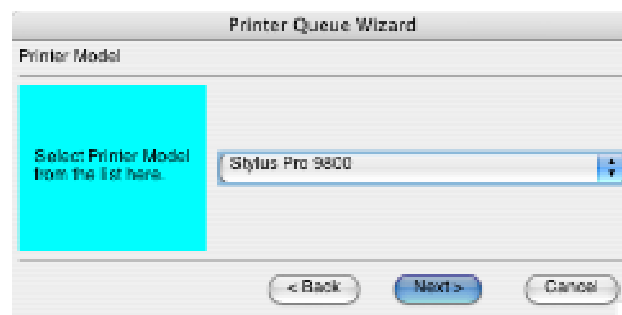 Printer Queue Wizard
Printer Model
Select Printer Model
from the list here.
Stylus Pro 9800
< Back
Next >
Cancel